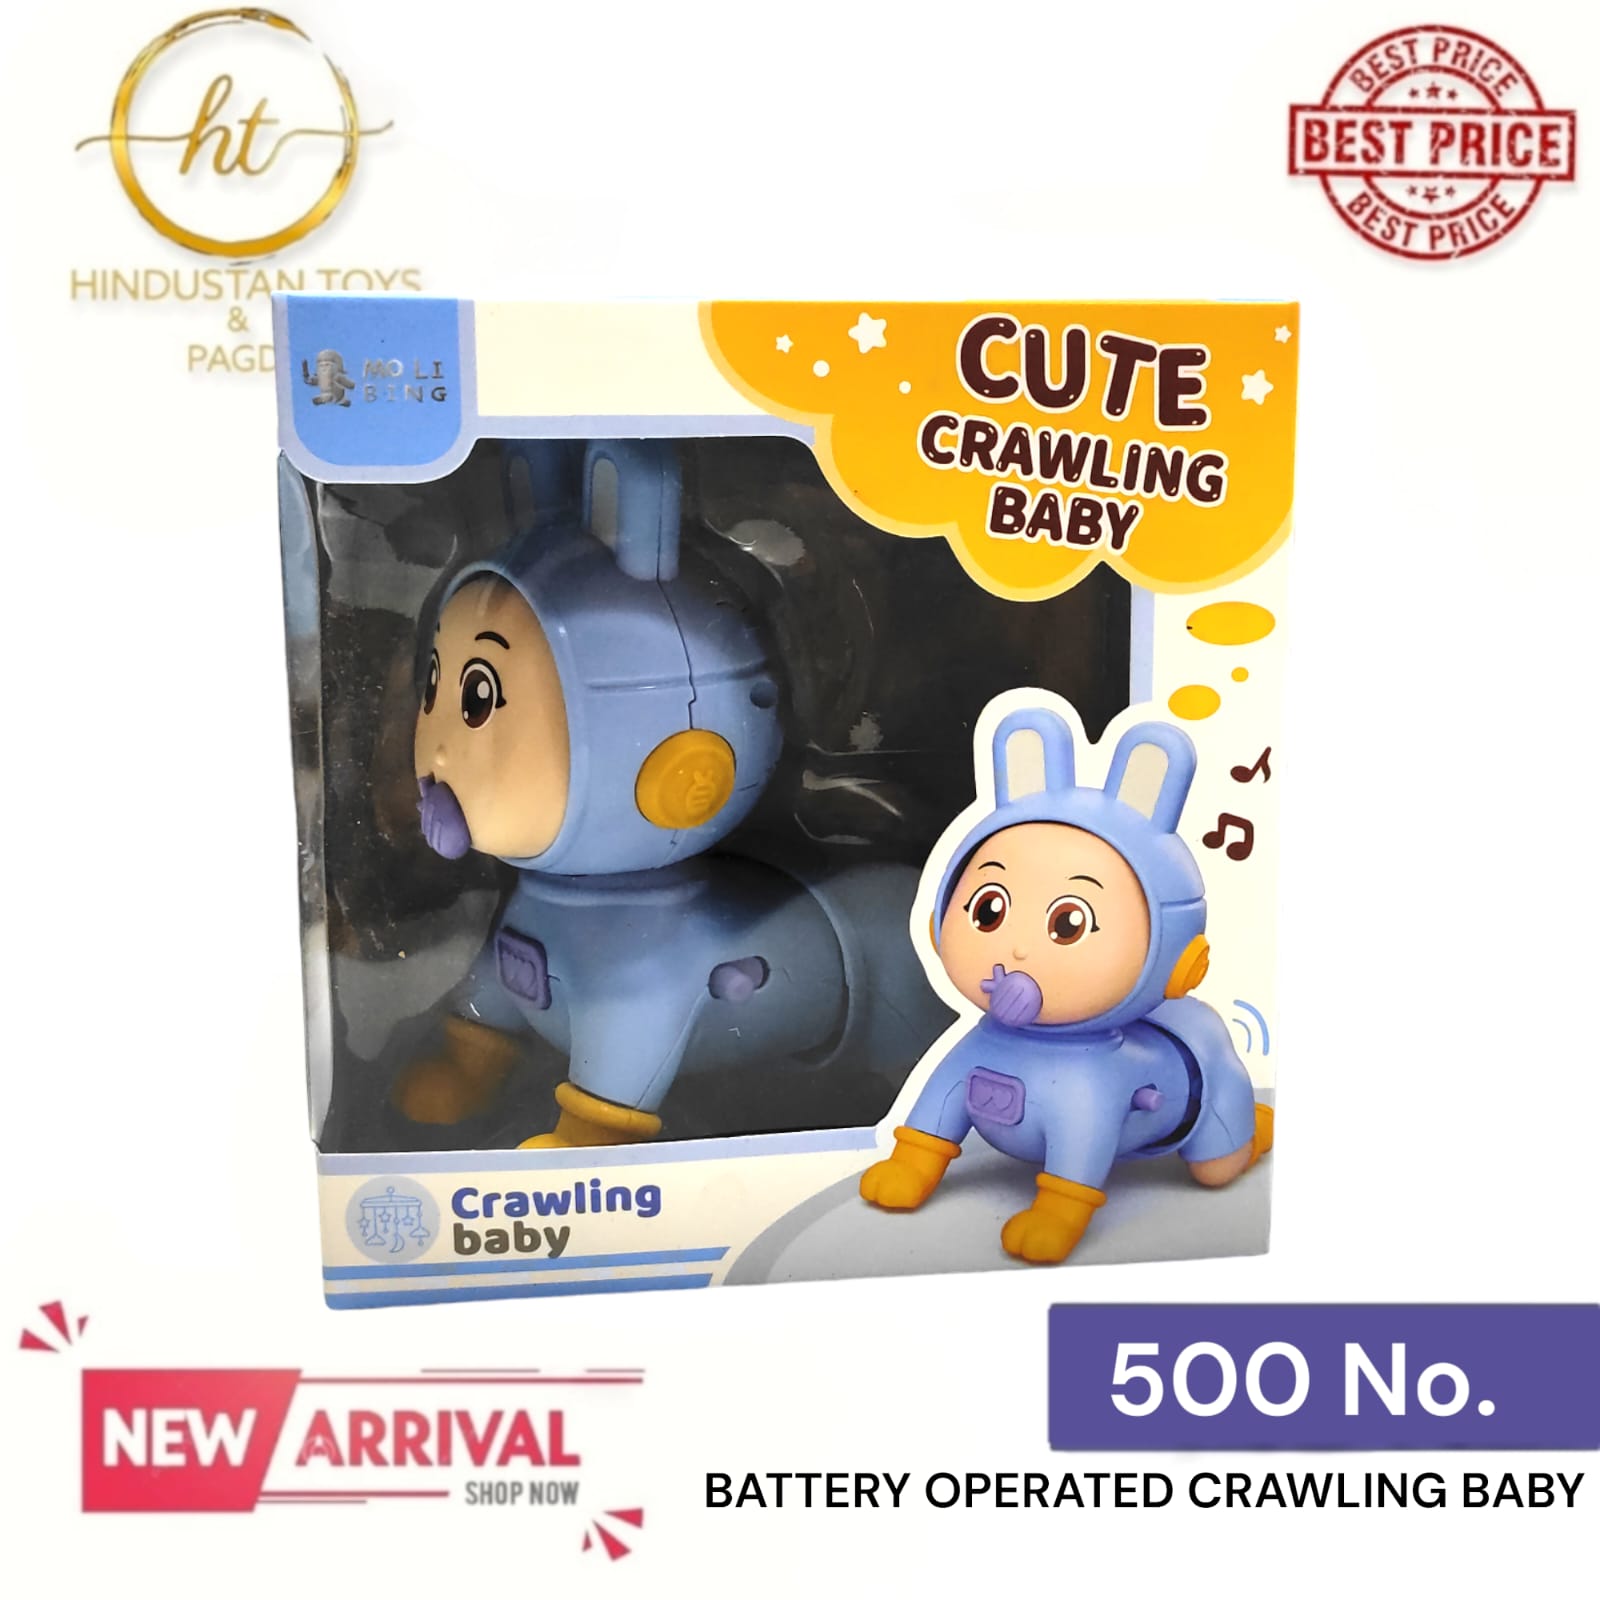 ht
HINDUSTAN TOYS
&
BEST PRICE
BEST PRICE
BEST PRICE
MO LI
BING
CUTE
CRAWLING
BABY
Crawling
baby
NEW ARRIVAL
SHOP NOW
500 No.
BATTERY OPERATED CRAWLING BABY